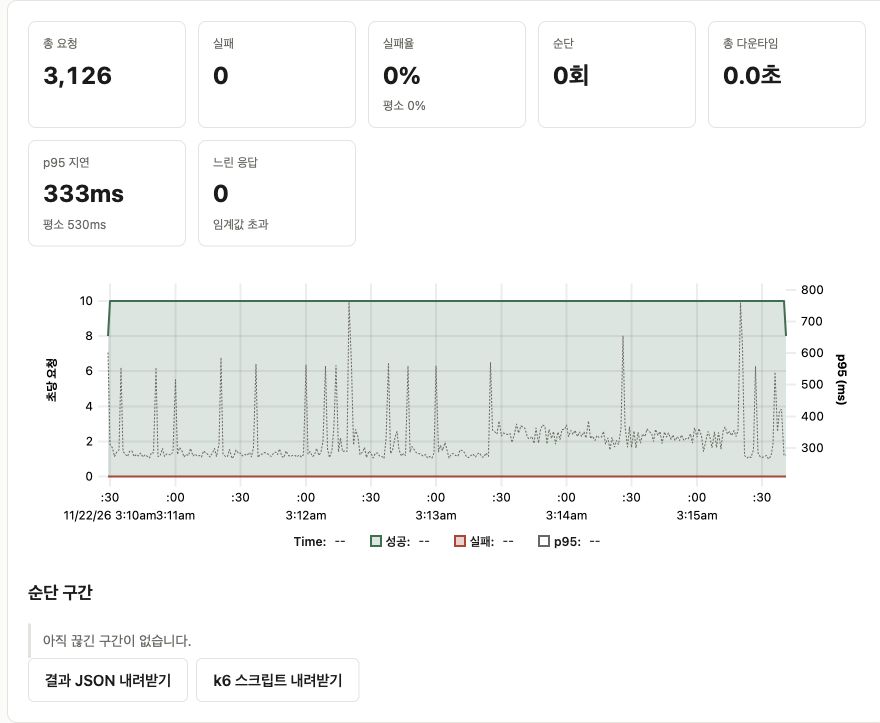 총 요청
3,126
실패
0
실패율
0%
평소 0%
순단
0회
총 다운타임
0.0초
p95 지연
333ms
평소 530ms
느린 응답
0
임계값 초과
10
8
6
4
2
0
초당 요청
800
700
600
500
400
300
p95 (ms)
:30 :00 :30 :00 :30 :00 :30 :00 :30 :00 :30
11/22/26 3:10am 3:11am 3:12am 3:13am 3:14am 3:15am
Time: -- 성공: -- 실패: -- p95: --
순단 구간
아직 끊긴 구간이 없습니다.
결과 JSON 내려받기
k6 스크립트 내려받기